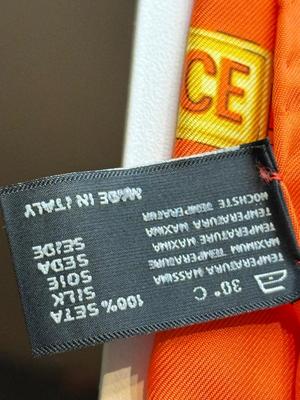 CE
30° C
TEMPERATURA MASSIMA
MAXIMUM TEMPERATURE
TEMPERATURE MAXIMA
TEMPERATURA MAXIMA
HÖCHSTE TEMPERATUR
100% SETA
SILK
SOIE
SEDA
SEIDE
MADE IN ITALY